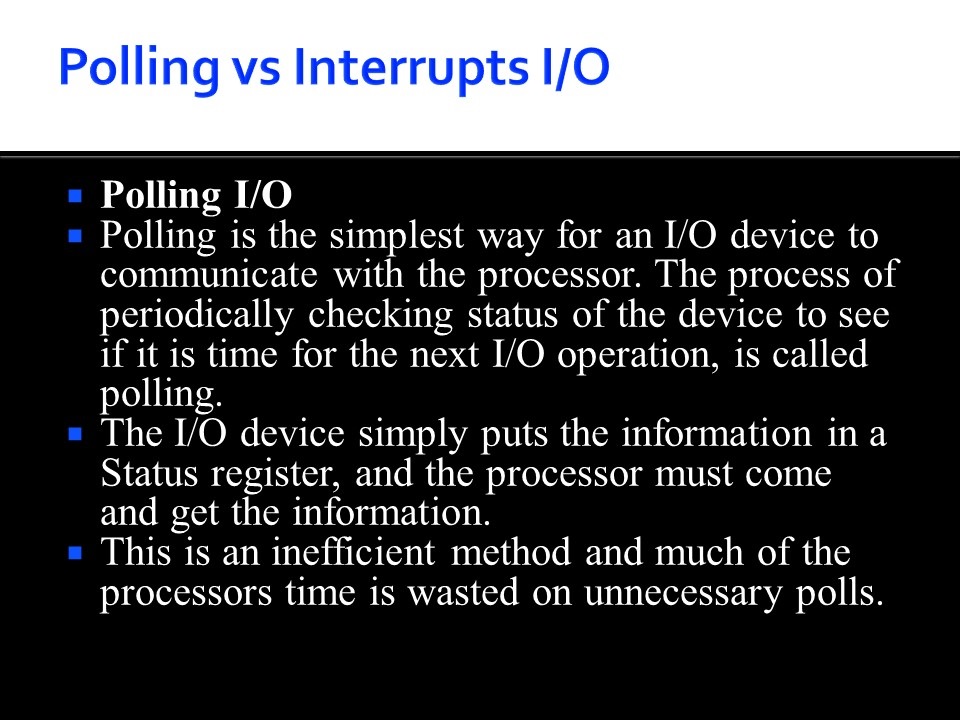 Polling vs Interrupts I/O
▪ Polling I/O
▪ Polling is the simplest way for an I/O device to
communicate with the processor. The process of
periodically checking status of the device to see
if it is time for the next I/O operation, is called
polling.
▪ The I/O device simply puts the information in a
Status register, and the processor must come
and get the information.
▪ This is an inefficient method and much of the
processors time is wasted on unnecessary polls.